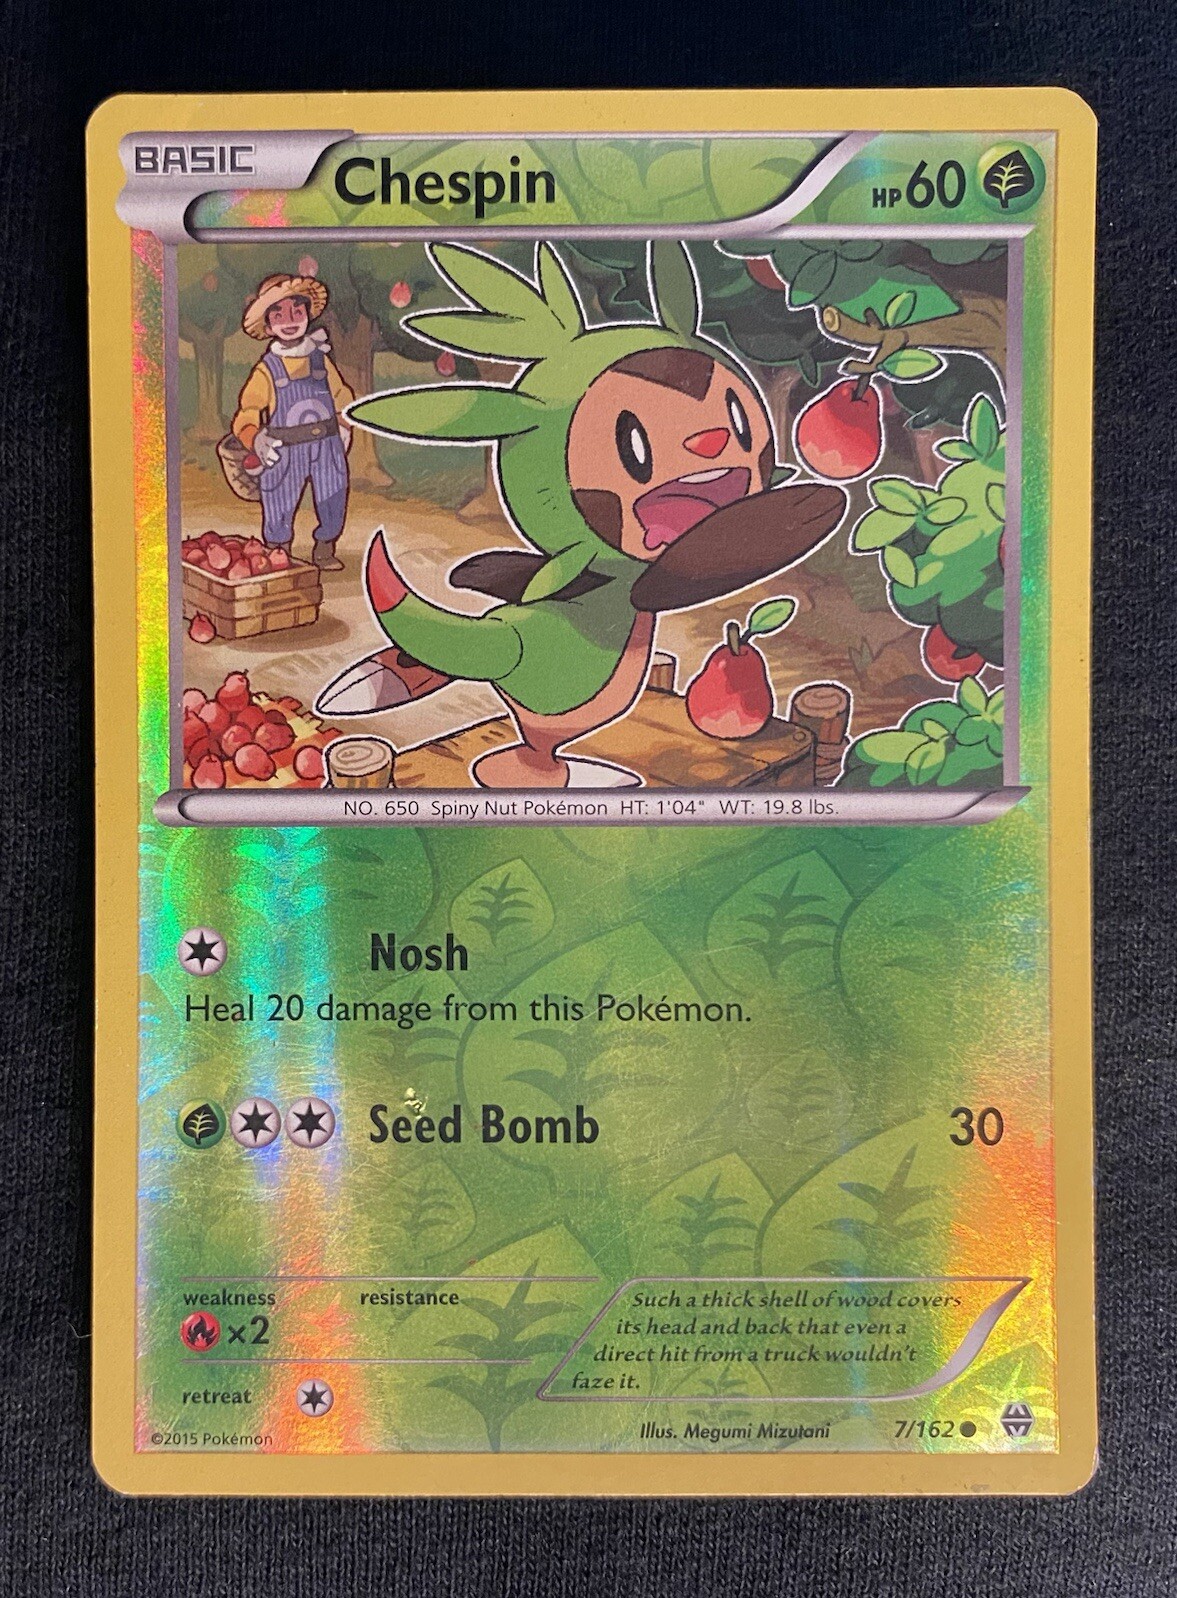 BASIC
Chespin
HP60
NO. 650 Spiny Nut Pokémon HT: 1'04" WT: 19.8 lbs.
Nosh
Heal 20 damage from this Pokémon.
Seed Bomb 30
weakness resistance
×2
retreat
Such a thick shell of wood covers
its head and back that even a
direct hit from a truck wouldn't
faze it.
©2015 Pokémon
Illus. Megumi Mizutani 7/162